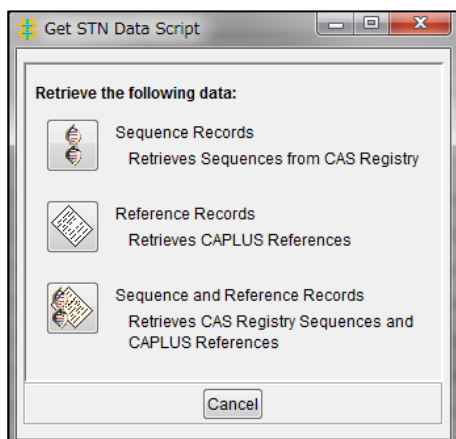 Get STN Data Script
Retrieve the following data:
Sequence Records
Retrieves Sequences from CAS Registry
Reference Records
Retrieves CAPLUS References
Sequence and Reference Records
Retrieves CAS Registry Sequences and
CAPLUS References
Cancel